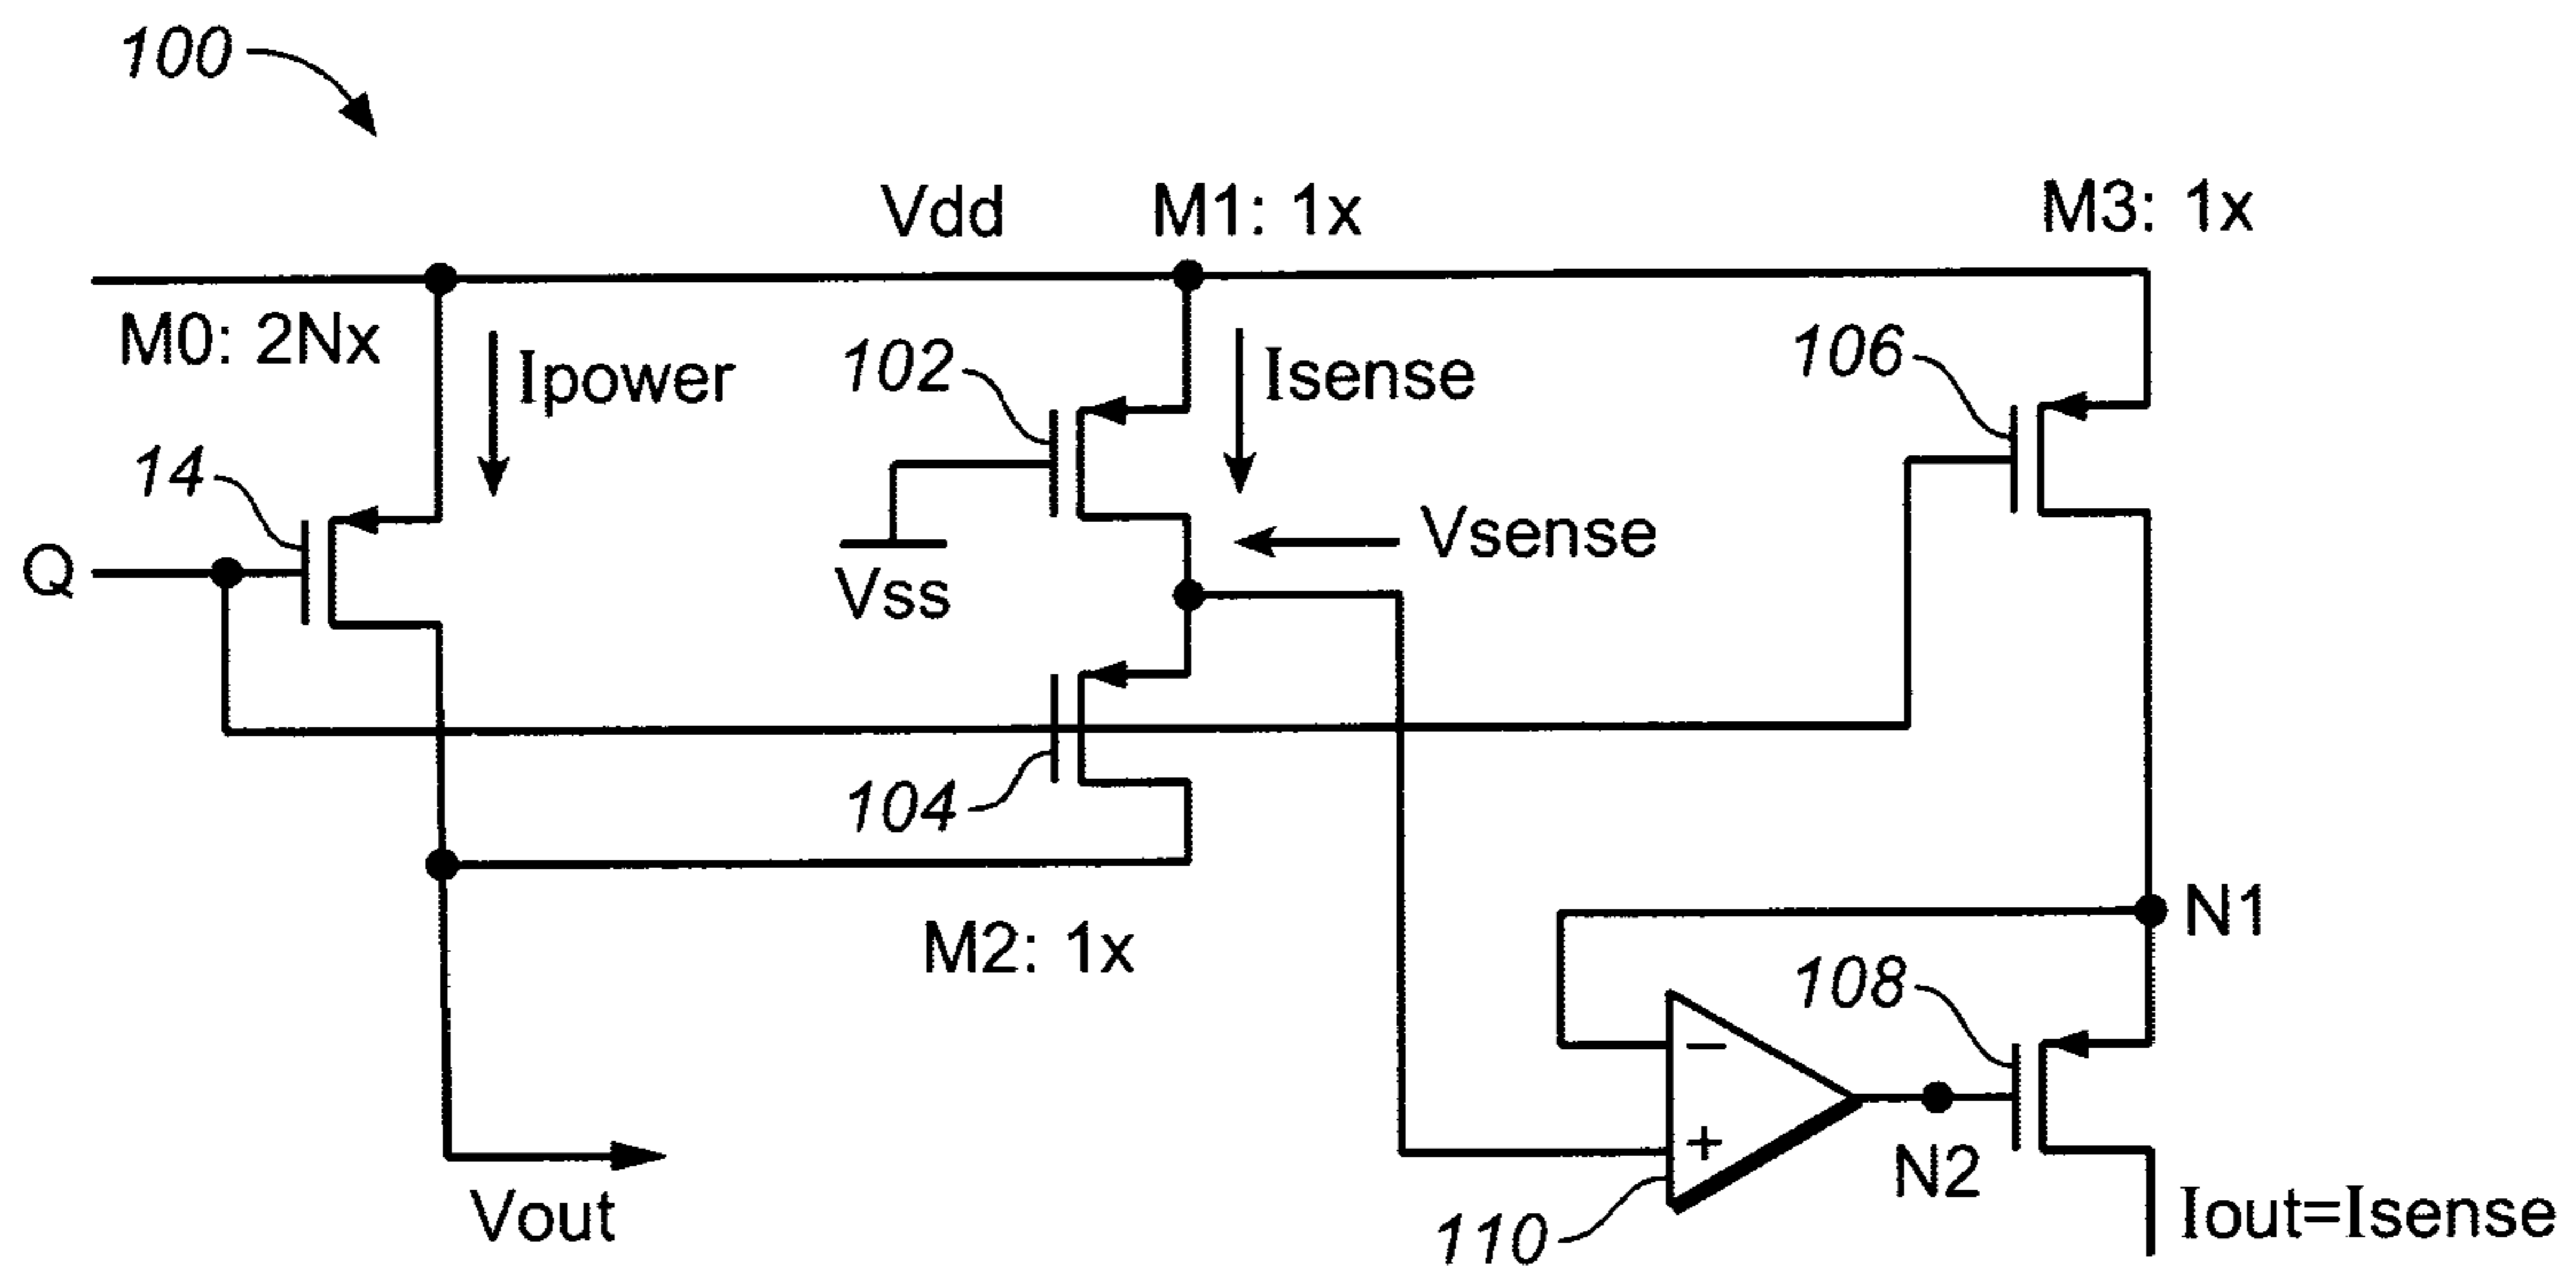 100
Vdd
M1: 1x
M3: 1x
M0: 2Nx
Ipower
102
Isense
106
14
Q
Vss
Vsense
104
M2: 1x
N1
108
−
+
N2
110
Vout
Iout=Isense